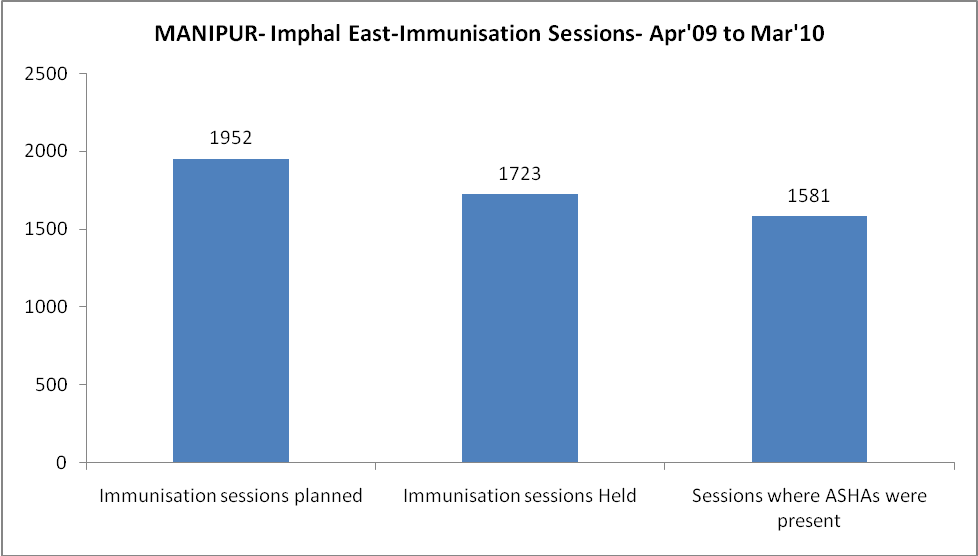 MANIPUR- Imphal East-Immunisation Sessions- Apr'09 to Mar'10
2500
2000
1500
1000
500
0
1952
1723
1581
Immunisation sessions planned
Immunisation sessions Held
Sessions where ASHAs were
present